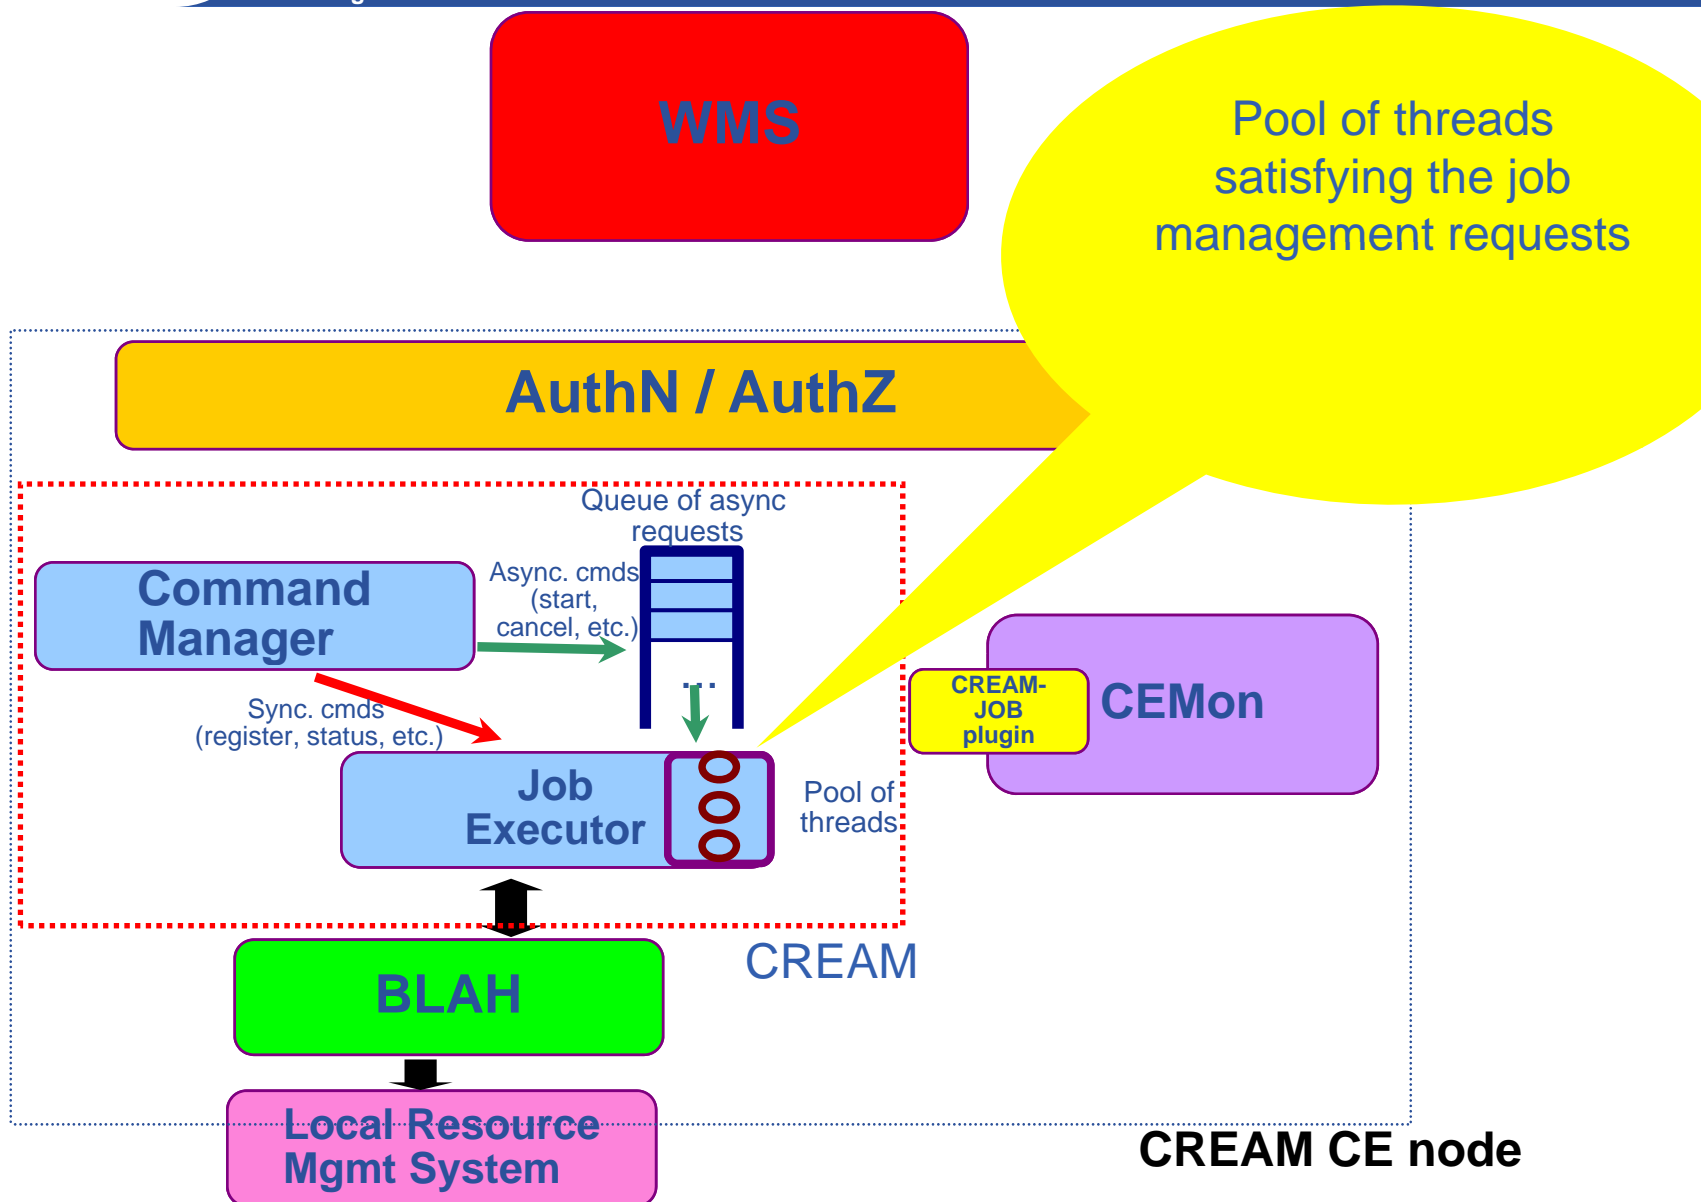 WMS
Pool of threads
satisfying the job
management requests
AuthN / AuthZ
Queue of async
requests
Command
Manager
Async. cmds
(start,
cancel, etc.)
...
Sync. cmds
(register, status, etc.)
CREAM-
JOB
plugin
CEMon
Job
Executor
Pool of
threads
CREAM
BLAH
Local Resource
Mgmt System
CREAM CE node